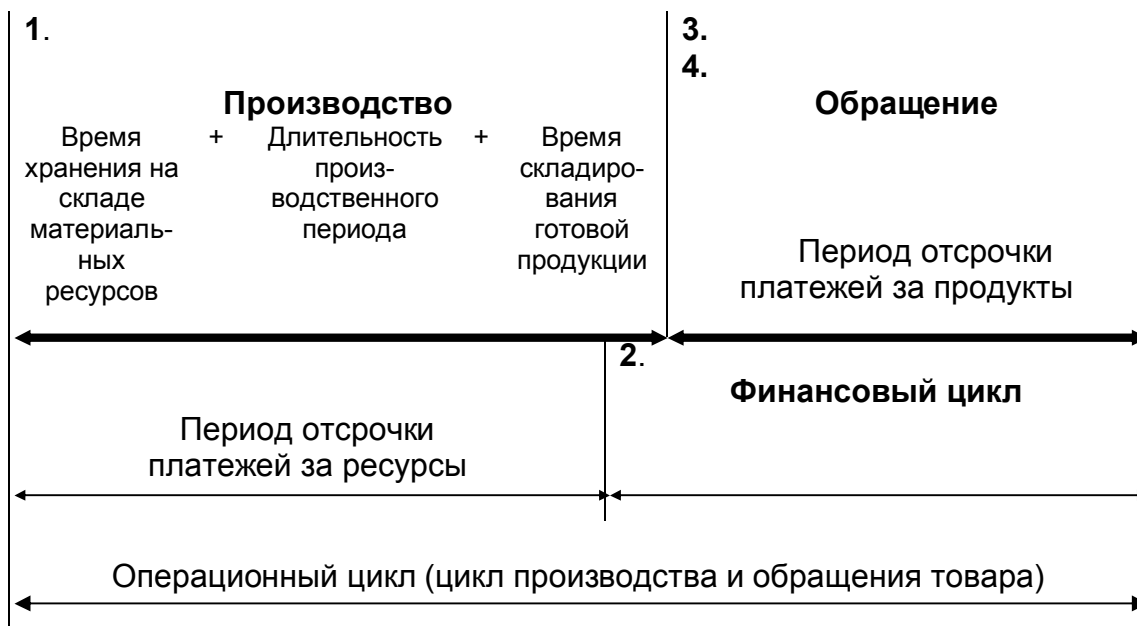 1.
3.
4.
Производство
Обращение
Время + Длительность + Время
хранения на произ- складиро-
складе водственного вания
материаль- периода готовой
ных продукции
ресурсов
Период отсрочки
платежей за продукты
2.
Финансовый цикл
Период отсрочки
платежей за ресурсы
Операционный цикл (цикл производства и обращения товара)